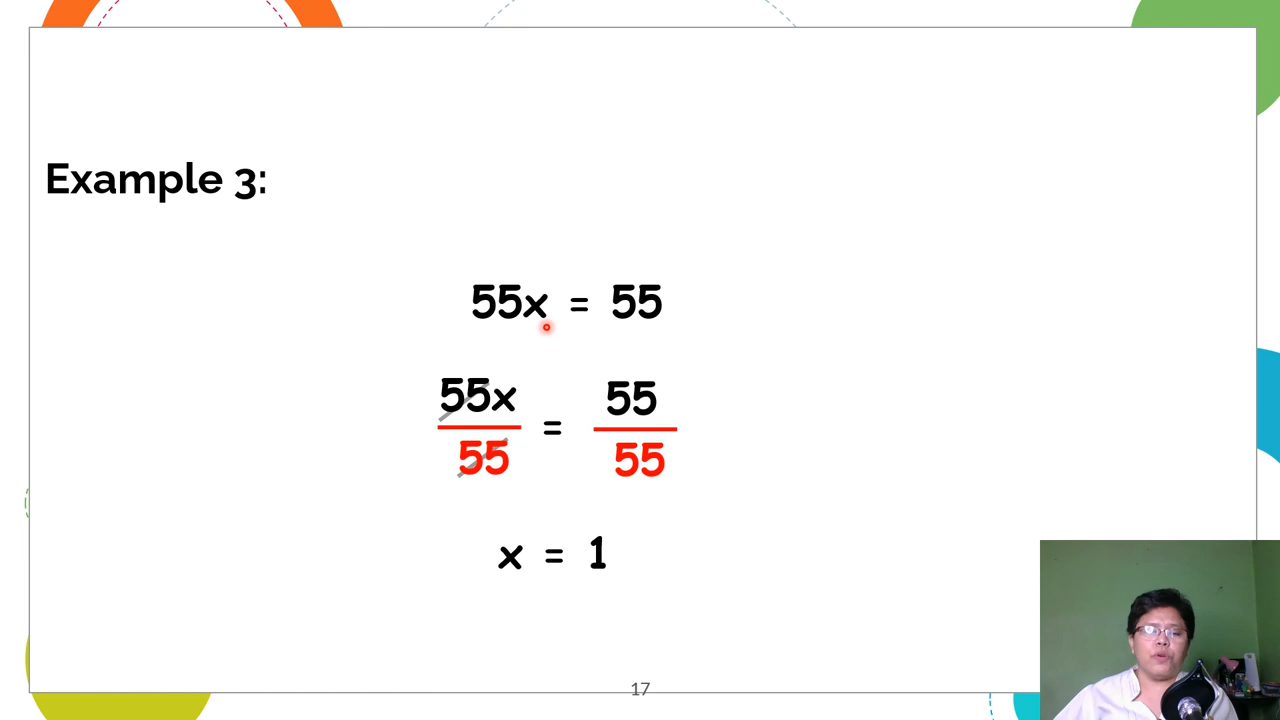 Example 3:
55x = 55
55x = 55
55 55
x = 1
17